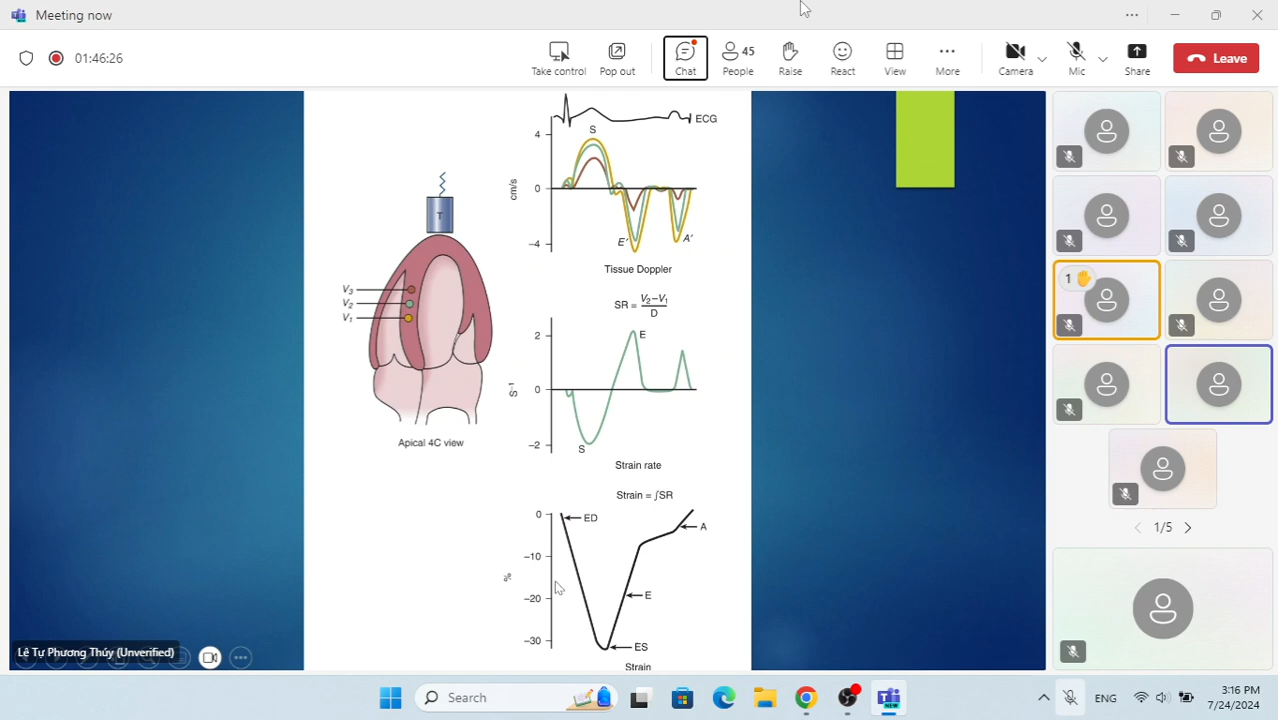 Meeting now
01:46:26
Take control
Pop out
Chat
45
People
Raise
React
View
More
Camera
Mic
Share
Leave
ECG
S
4
0
−4
cm/s
E'
A'
Tissue Doppler
T
V3
V2
V1
Apical 4C view
SR = V2–V1
D
2
0
−2
S-1
E
S
Strain rate
Strain = ∫SR
0
−10
−20
−30
%
ED
A
E
ES
Strain
1
1/5
Lê Tự Phương Thúy (Unverified)
Search
NEW
ENG
3:16 PM
7/24/2024